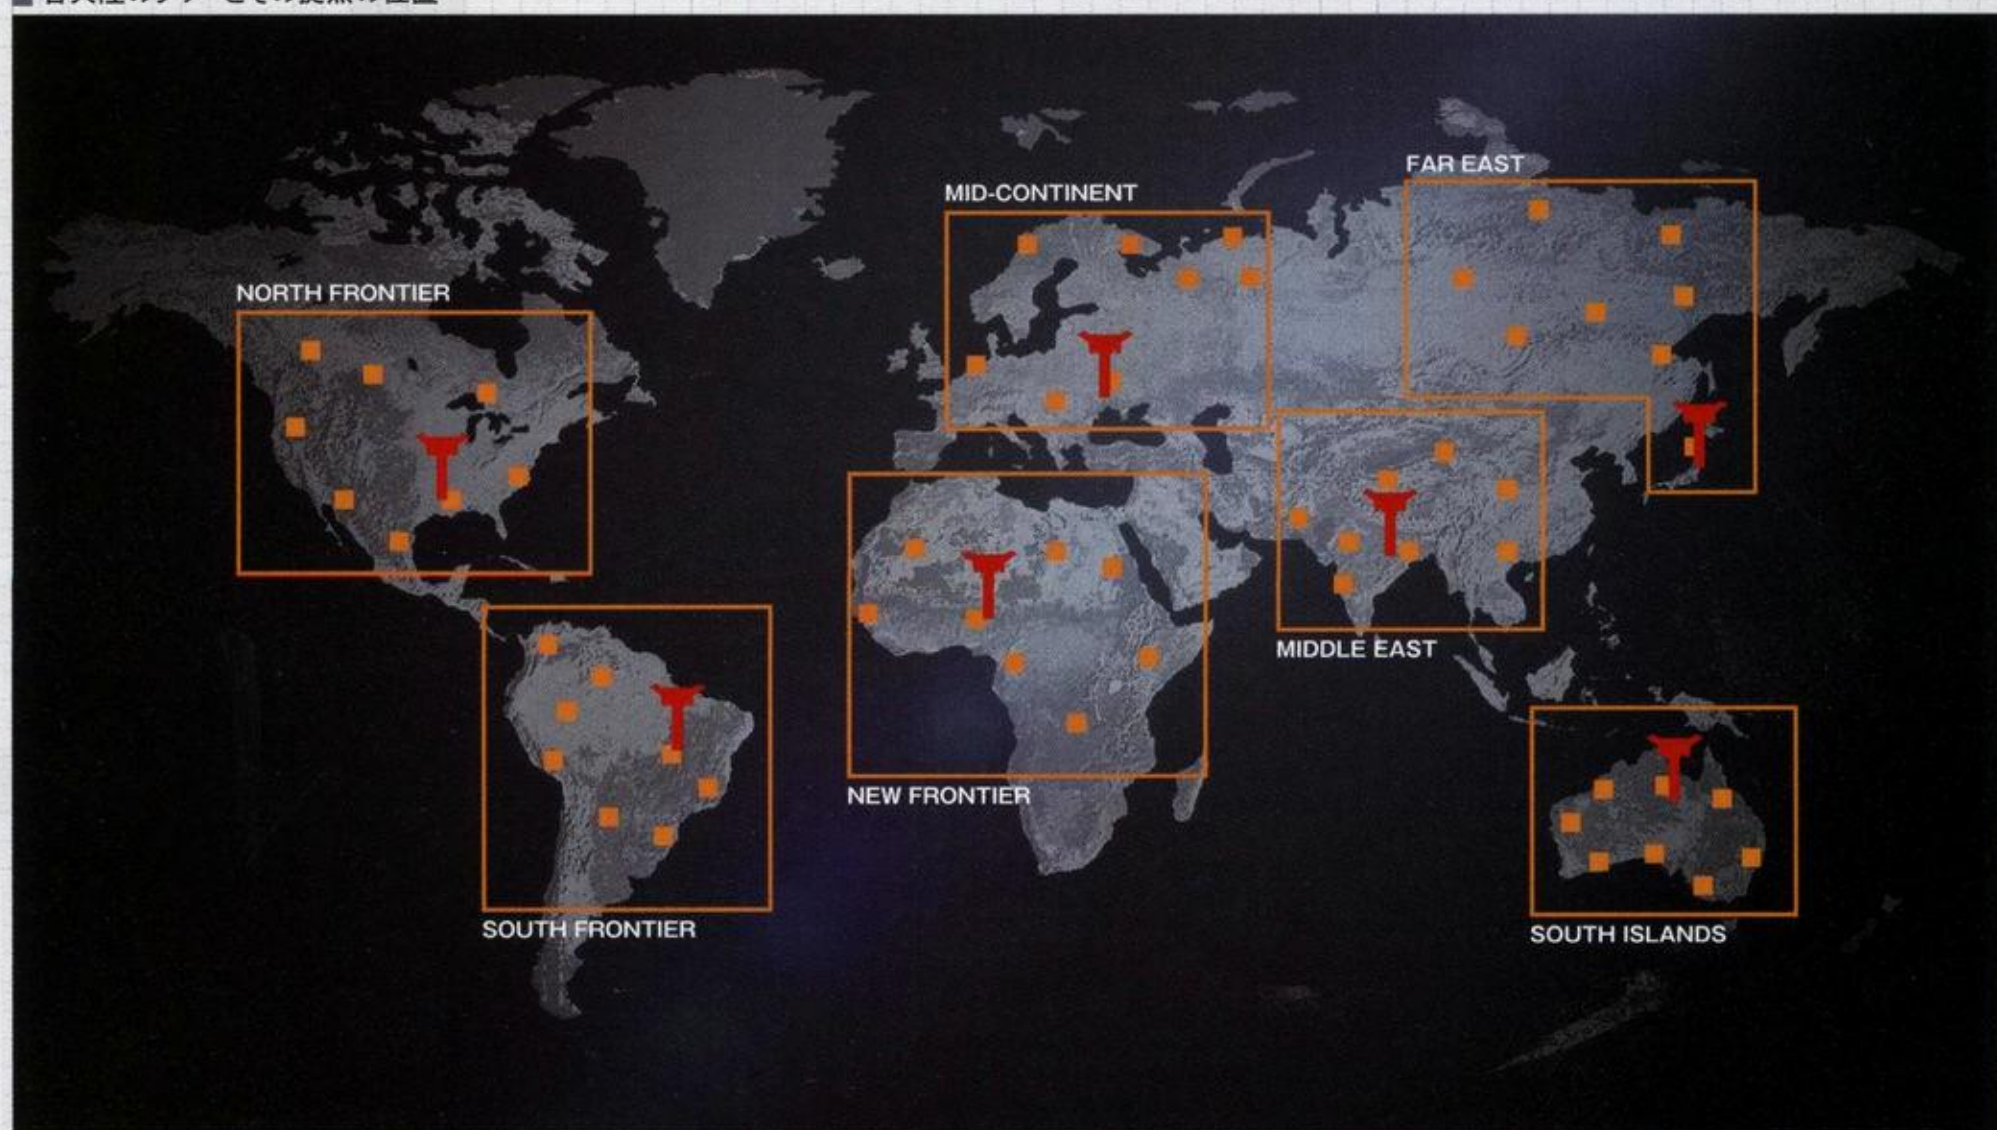 FAR EAST
MID-CONTINENT
NORTH FRONTIER
MIDDLE EAST
NEW FRONTIER
SOUTH FRONTIER
SOUTH ISLANDS